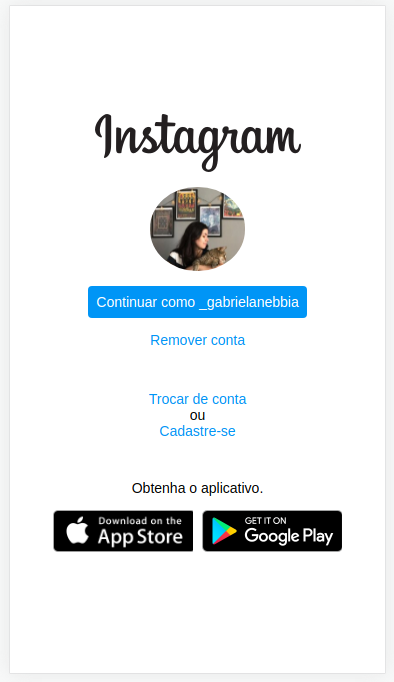 Instagram
Continuar como _gabrielanebbia
Remover conta
Trocar de conta
ou
Cadastre-se
Obtenha o aplicativo.
Download on the
App Store
GET IT ON
Google Play